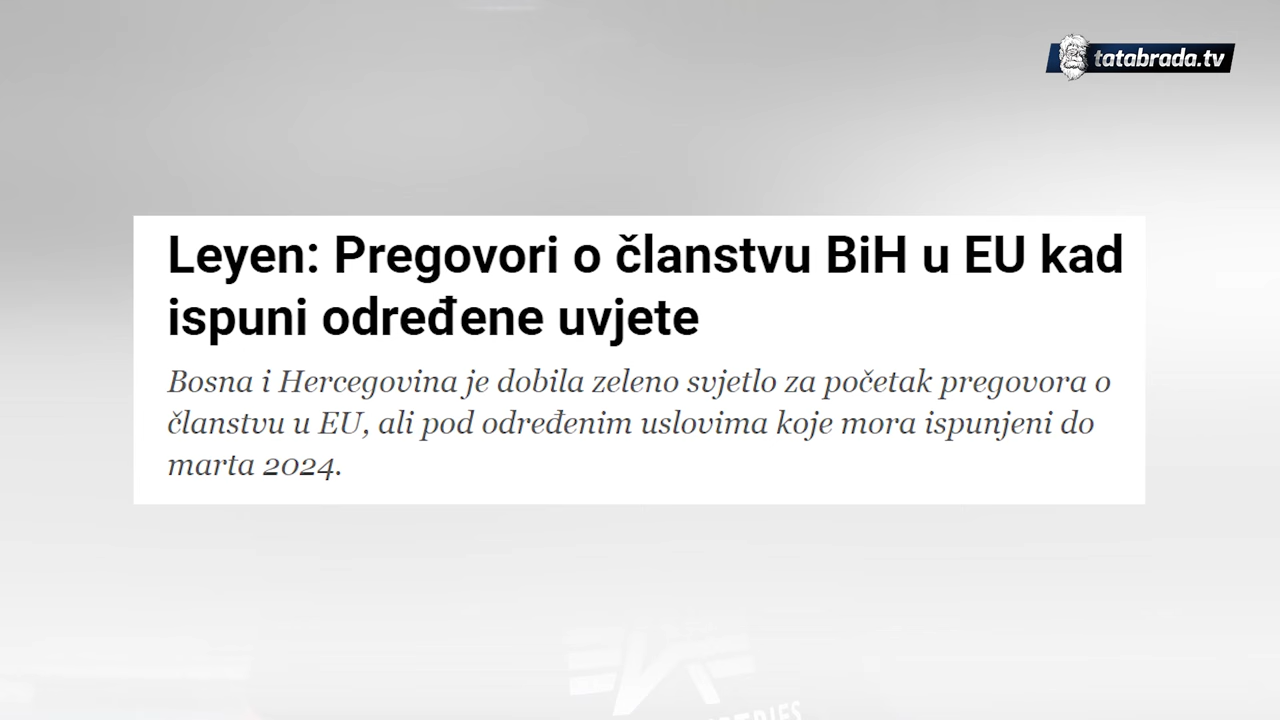 tatabrada.tv
Leyen: Pregovori o članstvu BiH u EU kad
ispuni određene uvjete
Bosna i Hercegovina je dobila zeleno svjetlo za početak pregovora o
članstvu u EU, ali pod određenim uslovima koje mora ispunjeni do
marta 2024.